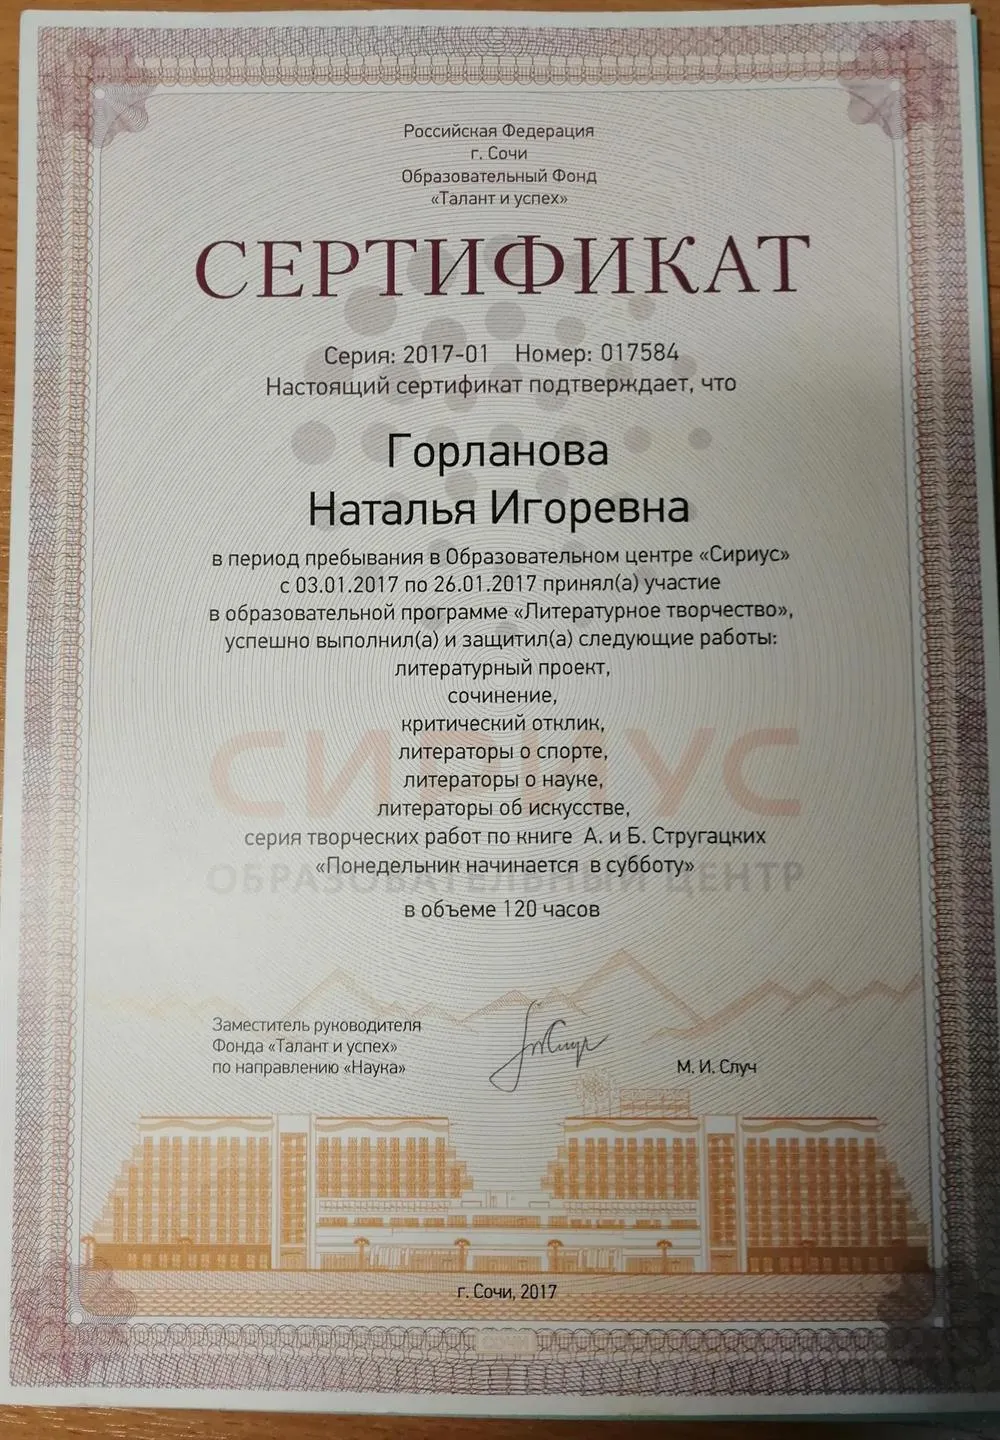 Российская Федерация
г. Сочи
Образовательный Фонд
«Талант и успех»
СЕРТИФИКАТ
Серия: 2017-01 Номер: 017584
Настоящий сертификат подтверждает, что
Горланова
Наталья Игоревна
в период пребывания в Образовательном центре «Сириус»
с 03.01.2017 по 26.01.2017 принял(а) участие
в образовательной программе «Литературное творчество»,
успешно выполнил(а) и защитил(а) следующие работы:
литературный проект,
сочинение,
критический отклик,
литераторы о спорте,
литераторы о науке,
литераторы об искусстве,
серия творческих работ по книге А. и Б. Стругацких
«Понедельник начинается в субботу»
в объеме 120 часов
СИРИУС
ОБРАЗОВАТЕЛЬНЫЙ ЦЕНТР
Заместитель руководителя
Фонда «Талант и успех»
по направлению «Наука»
М. И. Случ
г. Сочи, 2017